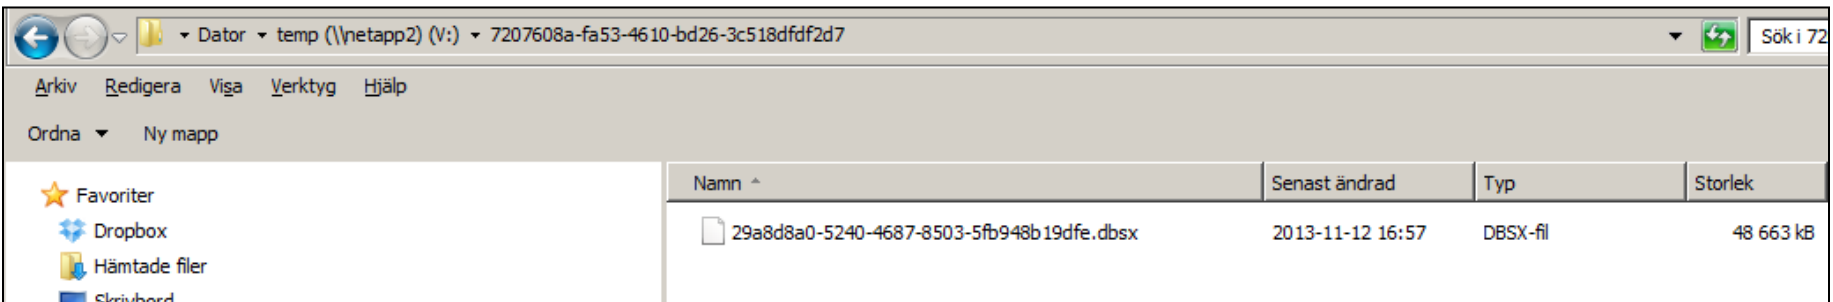 Dator temp (\\netapp2) (V:) 7207608a-fa53-4610-bd26-3c518dfdf2d7 Sök i 72
Arkiv Redigera Visa Verktyg Hjälp
Ordna Ny mapp
Favoriter
Dropbox
Hämtade filer
Skrivbord
Namn Senast ändrad Typ Storlek
29a8d8a0-5240-4687-8503-5fb948b19dfe.dbsx 2013-11-12 16:57 DBSX-fil 48 663 kB